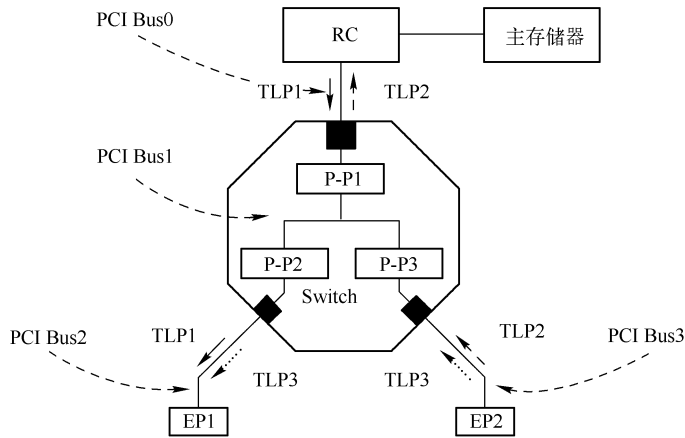 PCI Bus0
RC
主存储器
TLP1
TLP2
PCI Bus1
P-P1
P-P2
P-P3
Switch
PCI Bus2
TLP1
TLP3
TLP3
TLP2
PCI Bus3
EP1
EP2